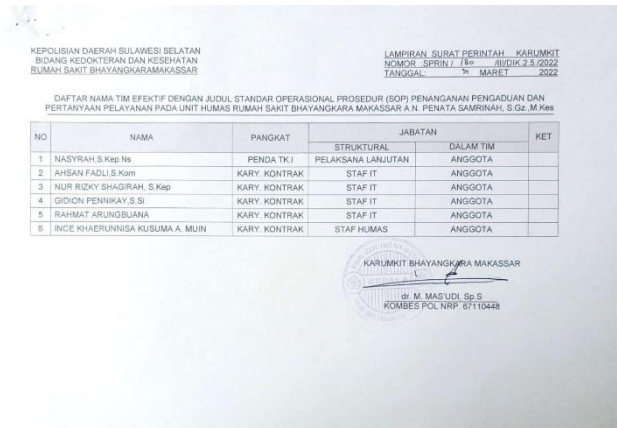 KEPOLISIAN DAERAH SULAWESI SELATAN
BIDANG KEDOKTERAN DAN KESEHATAN
RUMAH SAKIT BHAYANGKARAMAKASSAR
LAMPIRAN SURAT PERINTAH KARUMKIT
NOMOR :SPRIN / 180 /III/DIK.2.5./2022
TANGGAL: MARET 2022
DAFTAR NAMA TIM EFEKTIF DENGAN JUDUL STANDAR OPERASIONAL PROSEDUR (SOP) PENANGANAN PENGADUAN DAN
PERTANYAAN PELAYANAN PADA UNIT HUMAS RUMAH SAKIT BHAYANGKARA MAKASSAR A.N. PENATA SAMRINAH, S.Gz.,M.Kes
NO NAMA PANGKAT JABATAN KET
STRUKTURAL DALAM TIM
1 NASYRAH,S.Kep.Ns PENDA TK.I PELAKSANA LANJUTAN ANGGOTA
2 AHSAN FADLI,S.Kom KARY. KONTRAK STAF IT ANGGOTA
3 NUR RIZKY SHAGIRAH, S.Kep KARY. KONTRAK STAF IT ANGGOTA
4 GIDION PENNIKAY,S.Si KARY. KONTRAK STAF IT ANGGOTA
5 RAHMAT ARUNGBUANA KARY. KONTRAK STAF IT ANGGOTA
6 INCE KHAERUNNISA KUSUMA A. MUIN KARY. KONTRAK STAF HUMAS ANGGOTA
KARUMKIT BHAYANGKARA MAKASSAR
KEPALA
dr. M. MAS'UDI, Sp.S
KOMBES POL NRP. 67110448